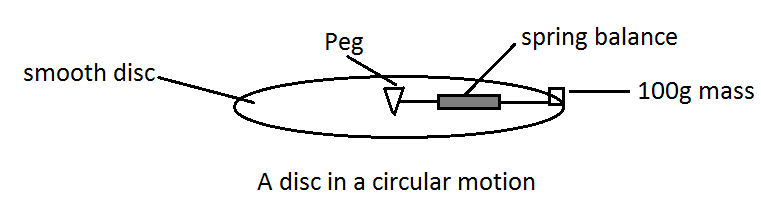 Peg
spring balance
smooth disc
100g mass
A disc in a circular motion